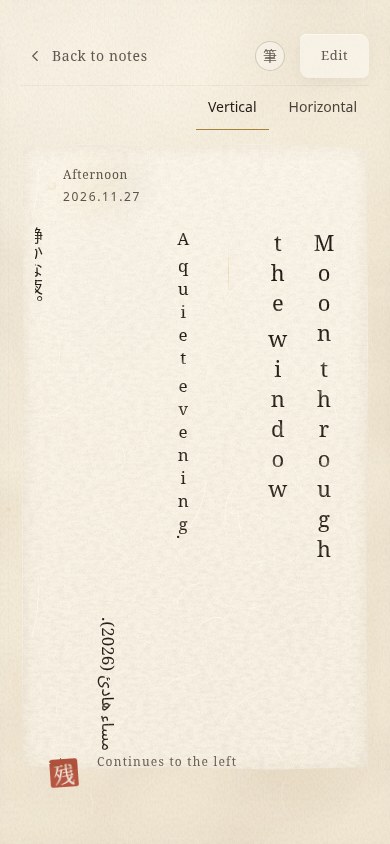 Back to notes
筆
Edit
Vertical
Horizontal
Afternoon
2026.11.27
Moon through
the window
A quiet evening.
مساء هادئ (2026).
静かな夜。
Continues to the left
残